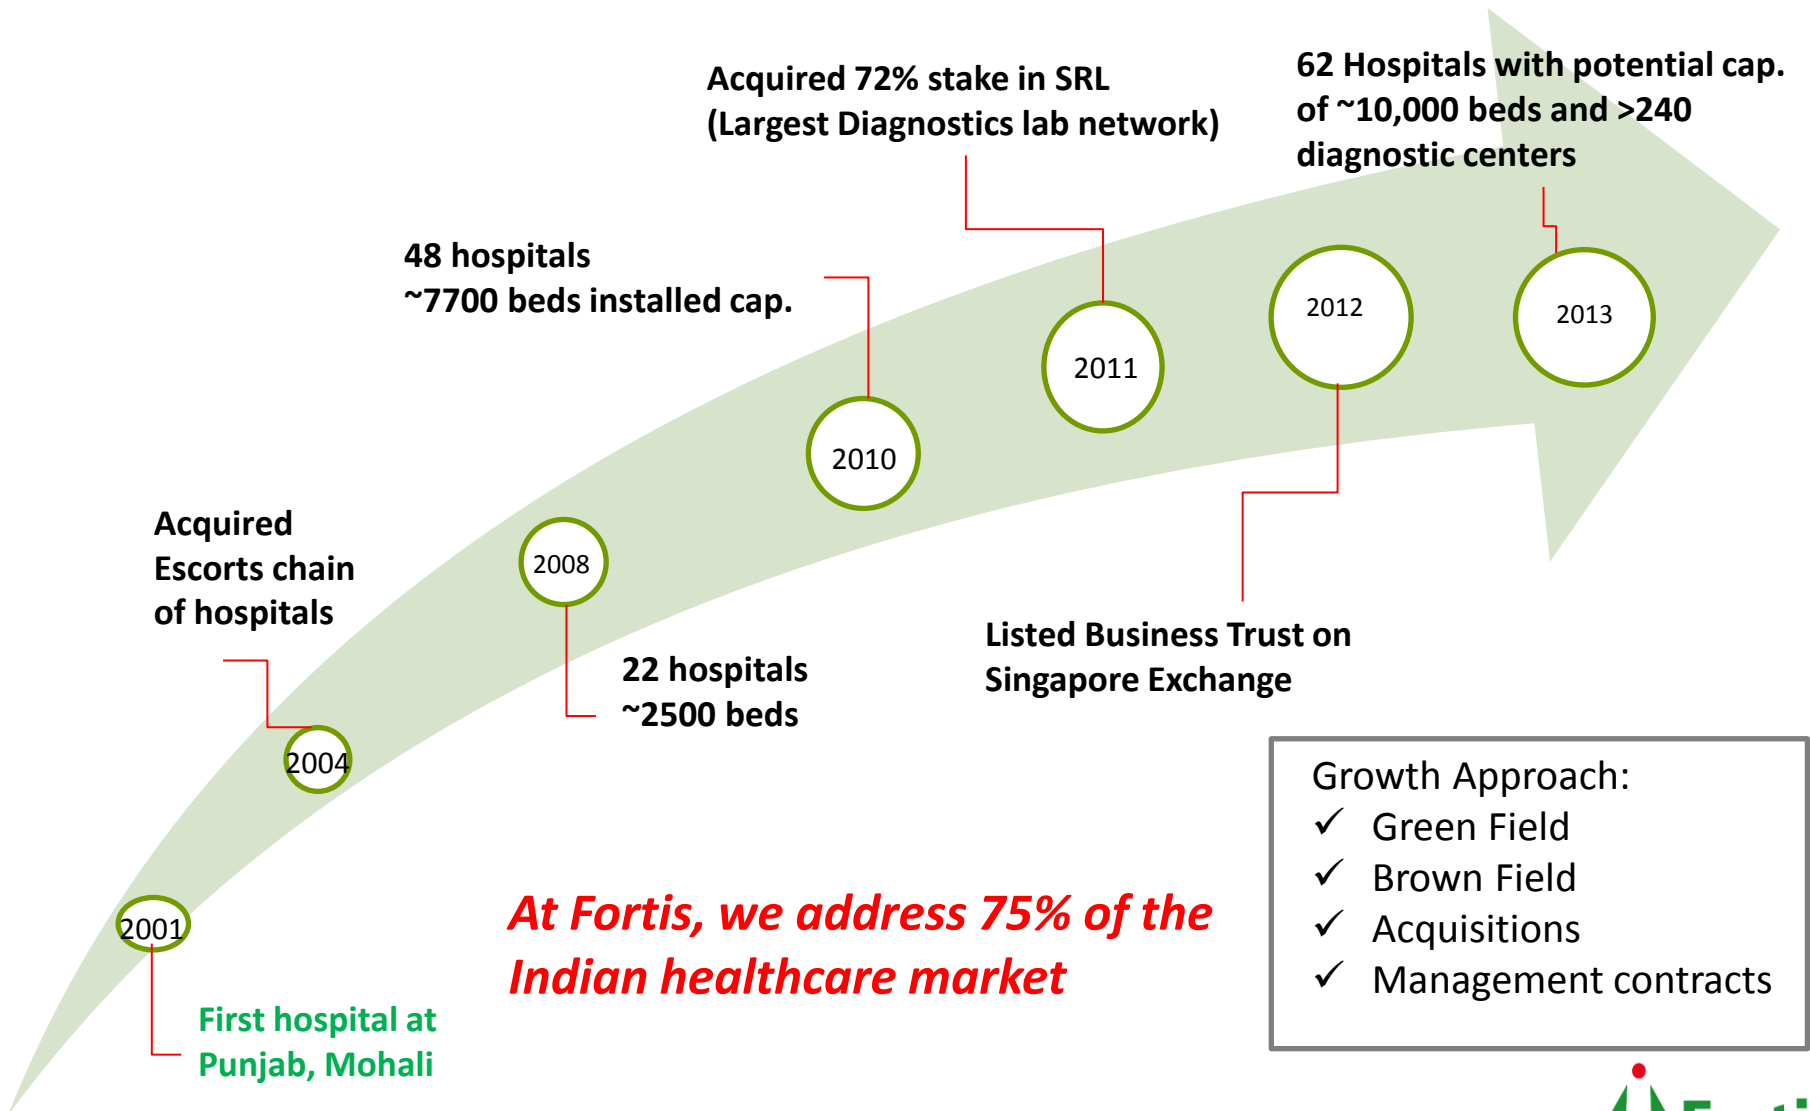 Acquired 72% stake in SRL
(Largest Diagnostics lab network)
62 Hospitals with potential cap.
of ~10,000 beds and >240
diagnostic centers
48 hospitals
~7700 beds installed cap.
2012
2013
2011
2010
Acquired
Escorts chain
of hospitals
2008
22 hospitals
~2500 beds
Listed Business Trust on
Singapore Exchange
2004
2001
First hospital at
Punjab, Mohali
At Fortis, we address 75% of the
Indian healthcare market
Growth Approach:
✓ Green Field
✓ Brown Field
✓ Acquisitions
✓ Management contracts